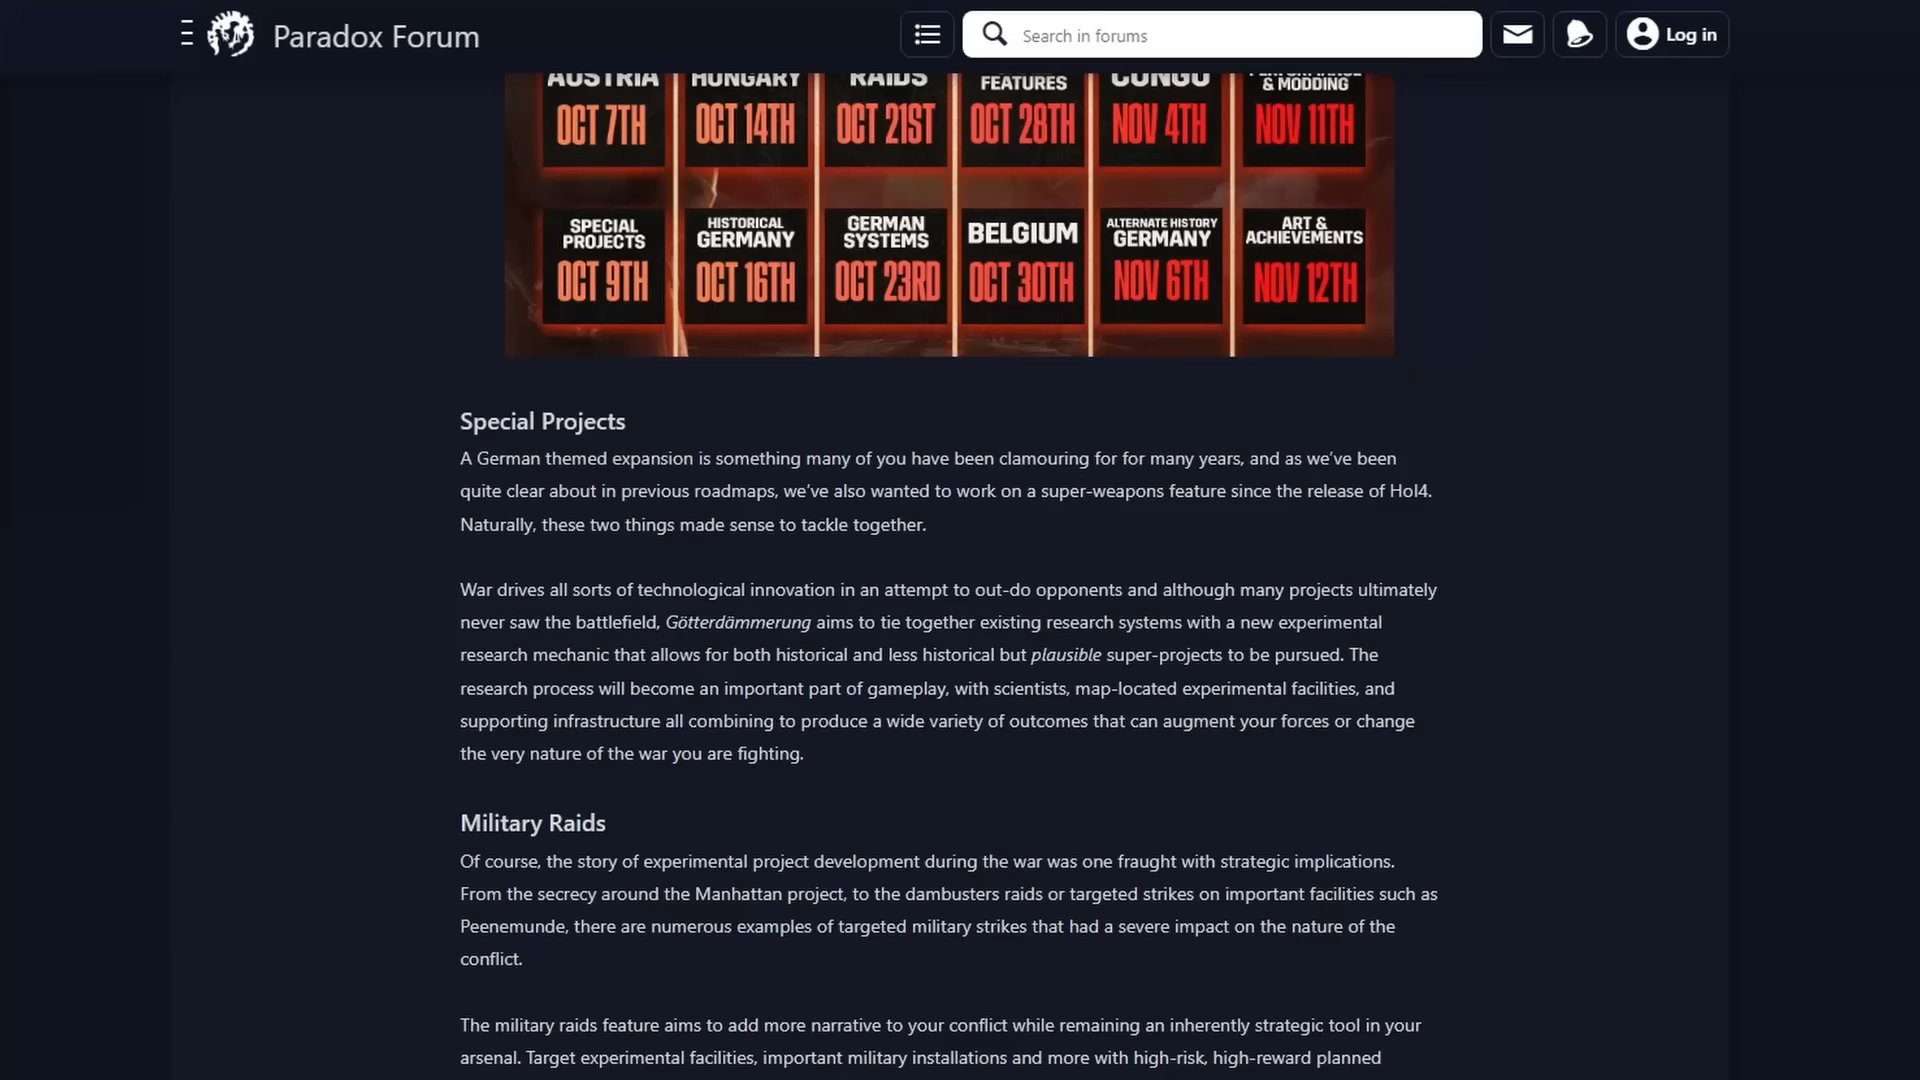 Paradox Forum
Search in forums
Log in
AUSTRIA
OCT 7TH
HUNGARY
OCT 14TH
RAIDS
OCT 21ST
FEATURES
OCT 28TH
CONGO
NOV 4TH
& MODDING
NOV 11TH
SPECIAL
PROJECTS
OCT 9TH
HISTORICAL
GERMANY
OCT 16TH
GERMAN
SYSTEMS
OCT 23RD
BELGIUM
OCT 30TH
ALTERNATE HISTORY
GERMANY
NOV 6TH
ART &
ACHIEVEMENTS
NOV 12TH
Special Projects
A German themed expansion is something many of you have been clamouring for for many years, and as we've been
quite clear about in previous roadmaps, we've also wanted to work on a super-weapons feature since the release of HoI4.
Naturally, these two things made sense to tackle together.
War drives all sorts of technological innovation in an attempt to out-do opponents and although many projects ultimately
never saw the battlefield, Götterdämmerung aims to tie together existing research systems with a new experimental
research mechanic that allows for both historical and less historical but plausible super-projects to be pursued. The
research process will become an important part of gameplay, with scientists, map-located experimental facilities, and
supporting infrastructure all combining to produce a wide variety of outcomes that can augment your forces or change
the very nature of the war you are fighting.
Military Raids
Of course, the story of experimental project development during the war was one fraught with strategic implications.
From the secrecy around the Manhattan project, to the dambusters raids or targeted strikes on important facilities such as
Peenemunde, there are numerous examples of targeted military strikes that had a severe impact on the nature of the
conflict.
The military raids feature aims to add more narrative to your conflict while remaining an inherently strategic tool in your
arsenal. Target experimental facilities, important military installations and more with high-risk, high-reward planned